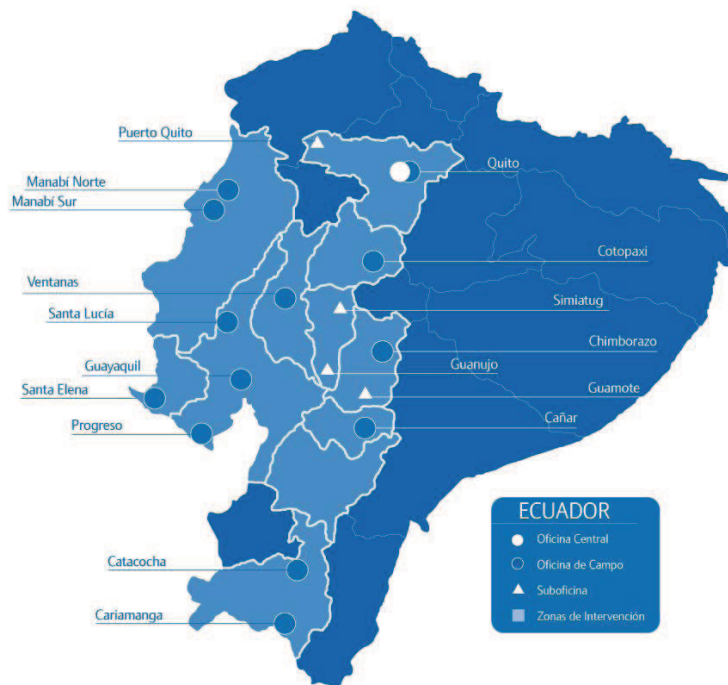 Puerto Quito
Quito
Manabí Norte
Manabí Sur
Cotopaxi
Ventanas
Simiatug
Santa Lucía
Chimborazo
Guayaquil
Guanujo
Santa Elena
Guamote
Progreso
Cañar
Catacocha
Cariamanga
ECUADOR
Oficina Central
Oficina de Campo
Suboficina
Zonas de Intervención